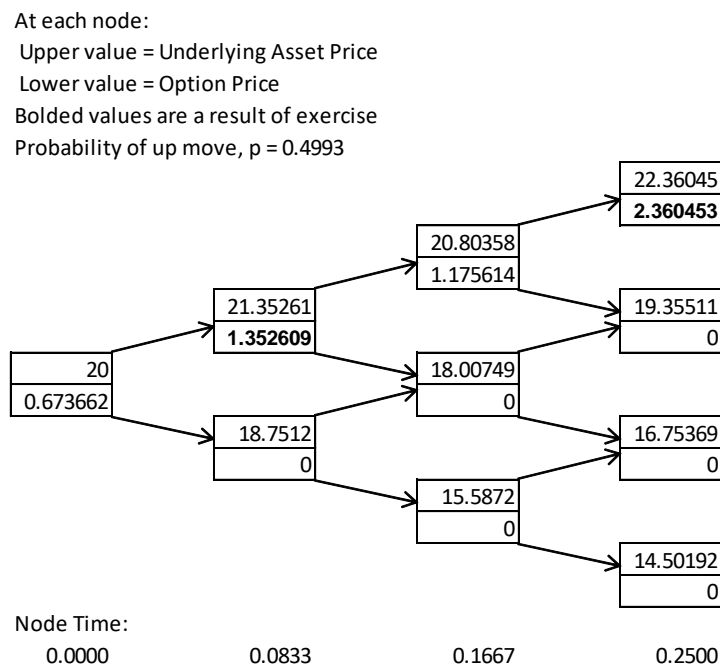 At each node:
Upper value = Underlying Asset Price
Lower value = Option Price
Bolded values are a result of exercise
Probability of up move, p = 0.4993
22.36045
2.360453
20.80358
1.175614
21.35261
1.352609
19.35511
0
20
0.673662
18.00749
0
18.7512
0
16.75369
0
15.5872
0
14.50192
0
Node Time:
0.0000 0.0833 0.1667 0.2500